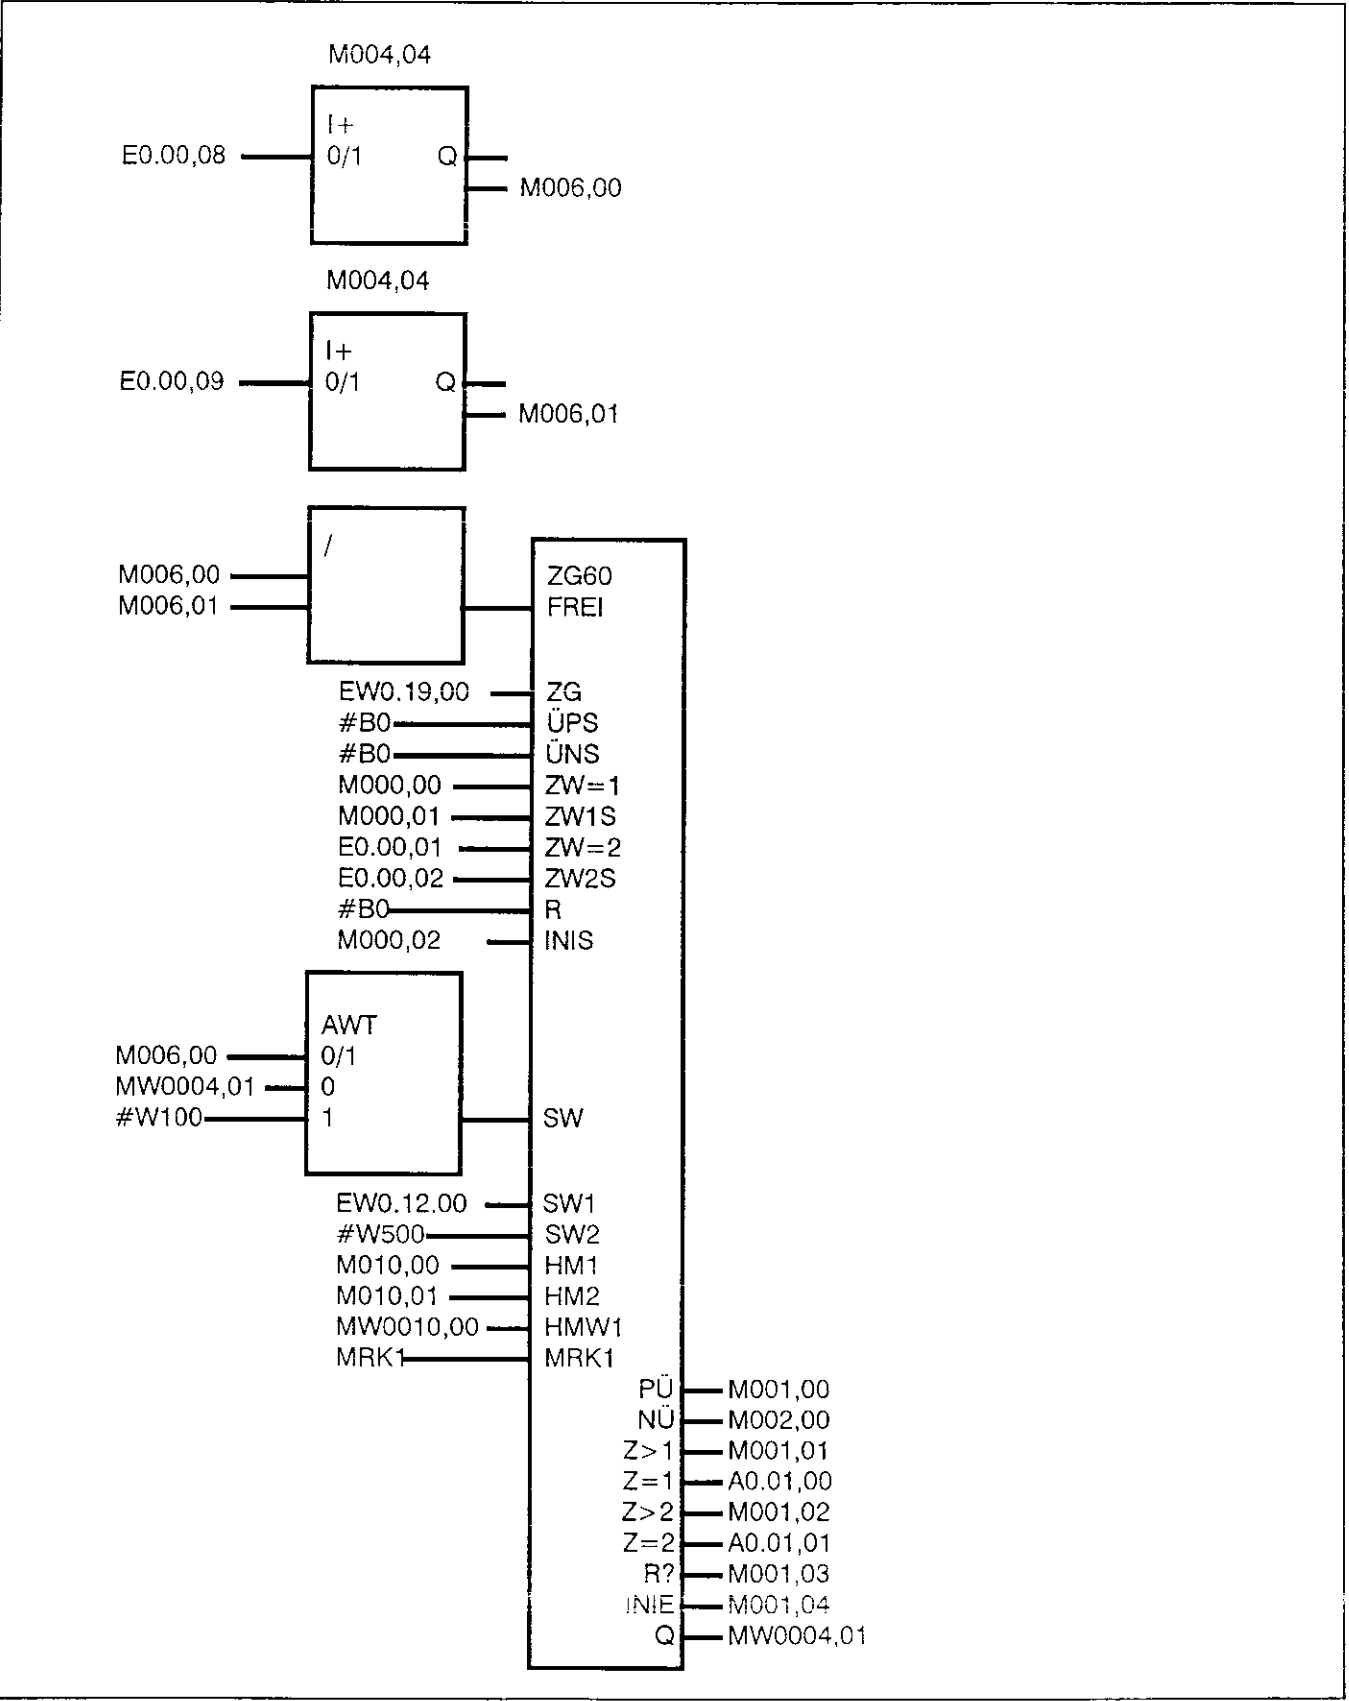 M004,04
I+
E0.00,08 0/1 Q
M006,00
M004,04
I+
E0.00,09 0/1 Q
M006,01
/
M006,00 ZG60
M006,01 FREI
EW0.19,00 ZG
#B0 ÜPS
#B0 ÜNS
M000,00 ZW=1
M000,01 ZW1S
E0.00,01 ZW=2
E0.00,02 ZW2S
#B0 R
M000,02 INIS
AWT
M006,00 0/1
MW0004,01 0
#W100 1 SW
EW0.12.00 SW1
#W500 SW2
M010,00 HM1
M010,01 HM2
MW0010,00 HMW1
MRK1 MRK1
PÜ M001,00
NÜ M002,00
Z>1 M001,01
Z=1 A0.01,00
Z>2 M001,02
Z=2 A0.01,01
R? M001,03
INIE M001,04
Q MW0004,01